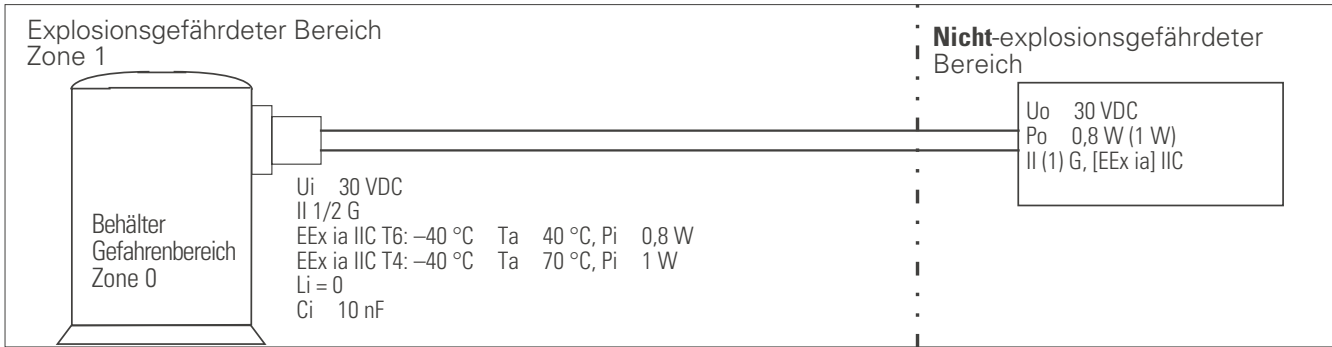 Explosionsgefährdeter Bereich
Zone 1
Nicht-explosionsgefährdeter
Bereich
Uo 30 VDC
Po 0,8 W (1 W)
II (1) G, [EEx ia] IIC
Ui 30 VDC
II 1/2 G
EEx ia IIC T6: –40 °C Ta 40 °C, Pi 0,8 W
EEx ia IIC T4: –40 °C Ta 70 °C, Pi 1 W
Li = 0
Ci 10 nF
Behälter
Gefahrenbereich
Zone 0